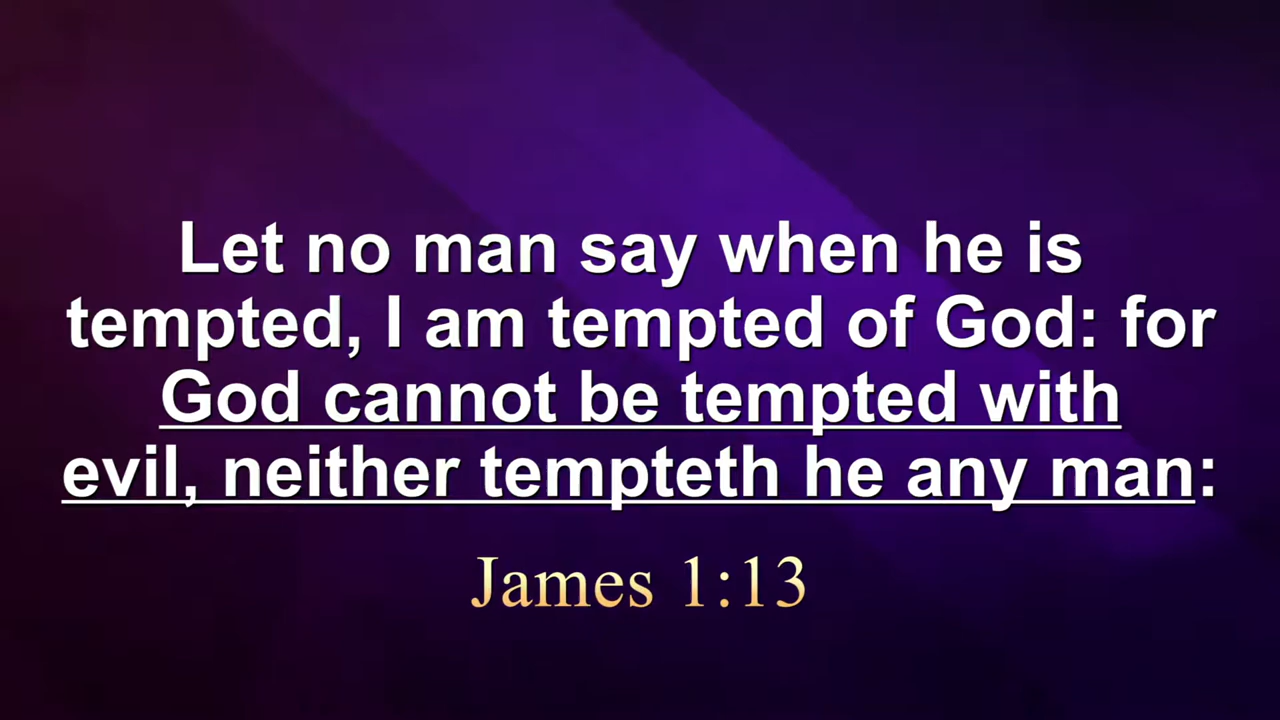 Let no man say when he is
tempted, I am tempted of God: for
God cannot be tempted with
evil, neither tempteth he any man:
James 1:13